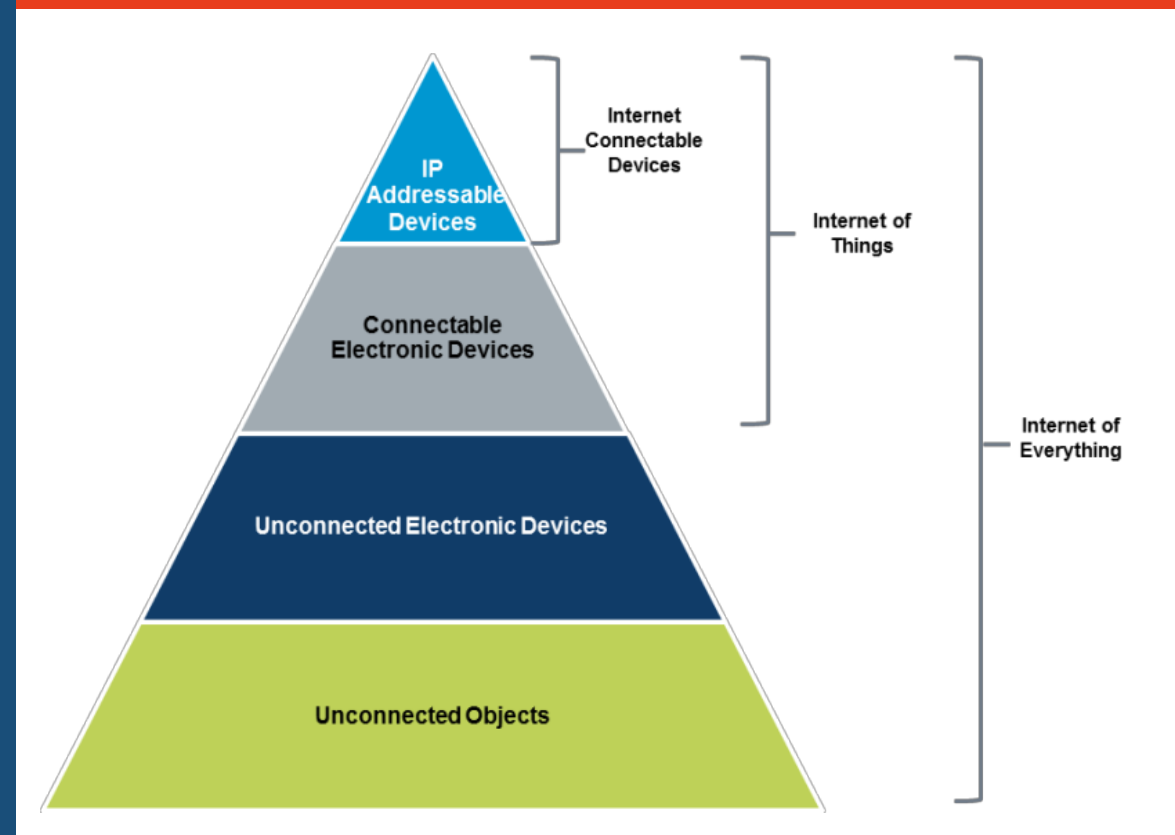 IP
Addressable
Devices
Internet
Connectable
Devices
Internet of
Things
Connectable
Electronic Devices
Internet of
Everything
Unconnected Electronic Devices
Unconnected Objects